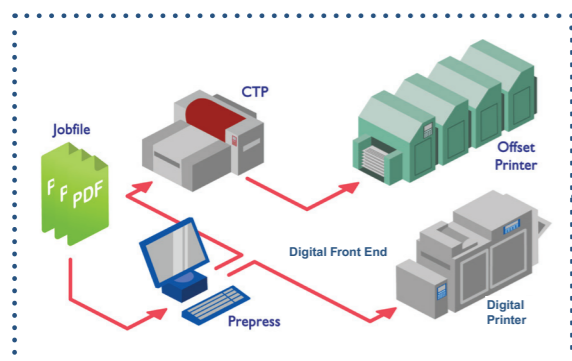 CTP
Jobfile
F F PDF
Offset
Printer
Digital Front End
Prepress
Digital
Printer